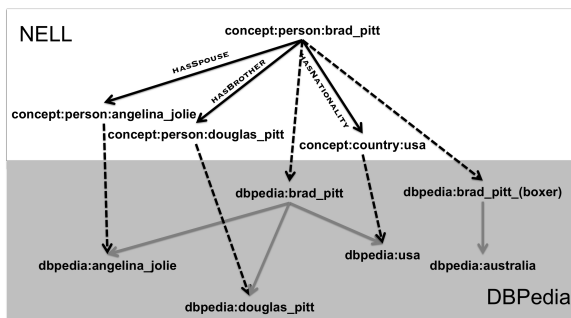 NELL
concept:person:brad_pitt
HASSPOUSE
HASBROTHER
HASNATIONALITY
concept:person:angelina_jolie
concept:person:douglas_pitt
concept:country:usa
dbpedia:brad_pitt
dbpedia:brad_pitt_(boxer)
dbpedia:angelina_jolie
dbpedia:usa
dbpedia:australia
dbpedia:douglas_pitt
DBPedia